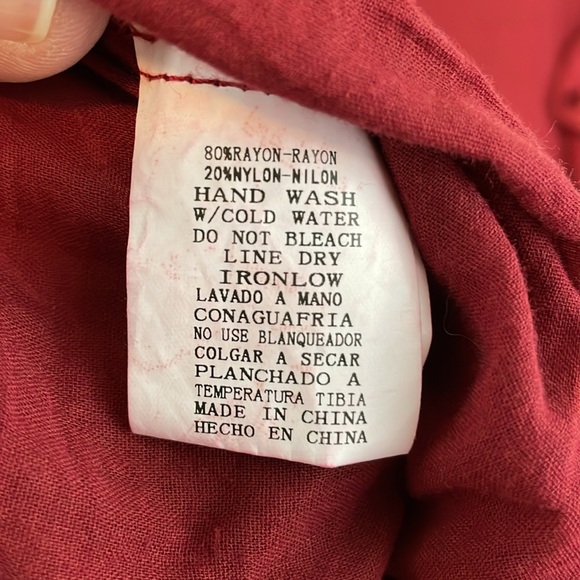 80%RAYON-RAYON
20%NYLON-NILON
HAND WASH
W/COLD WATER
DO NOT BLEACH
LINE DRY
IRONLOW
LAVADO A MANO
CONAGUAFRIA
NO USE BLANQUEADOR
COLGAR A SECAR
PLANCHADO A
TEMPERATURA TIBIA
MADE IN CHINA
HECHO EN CHINA